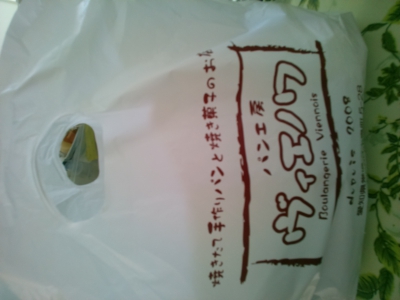 焼きたて手作りパンと焼き菓子のお店
パン工房
ヴィエノワ
Boulangerie Viennois